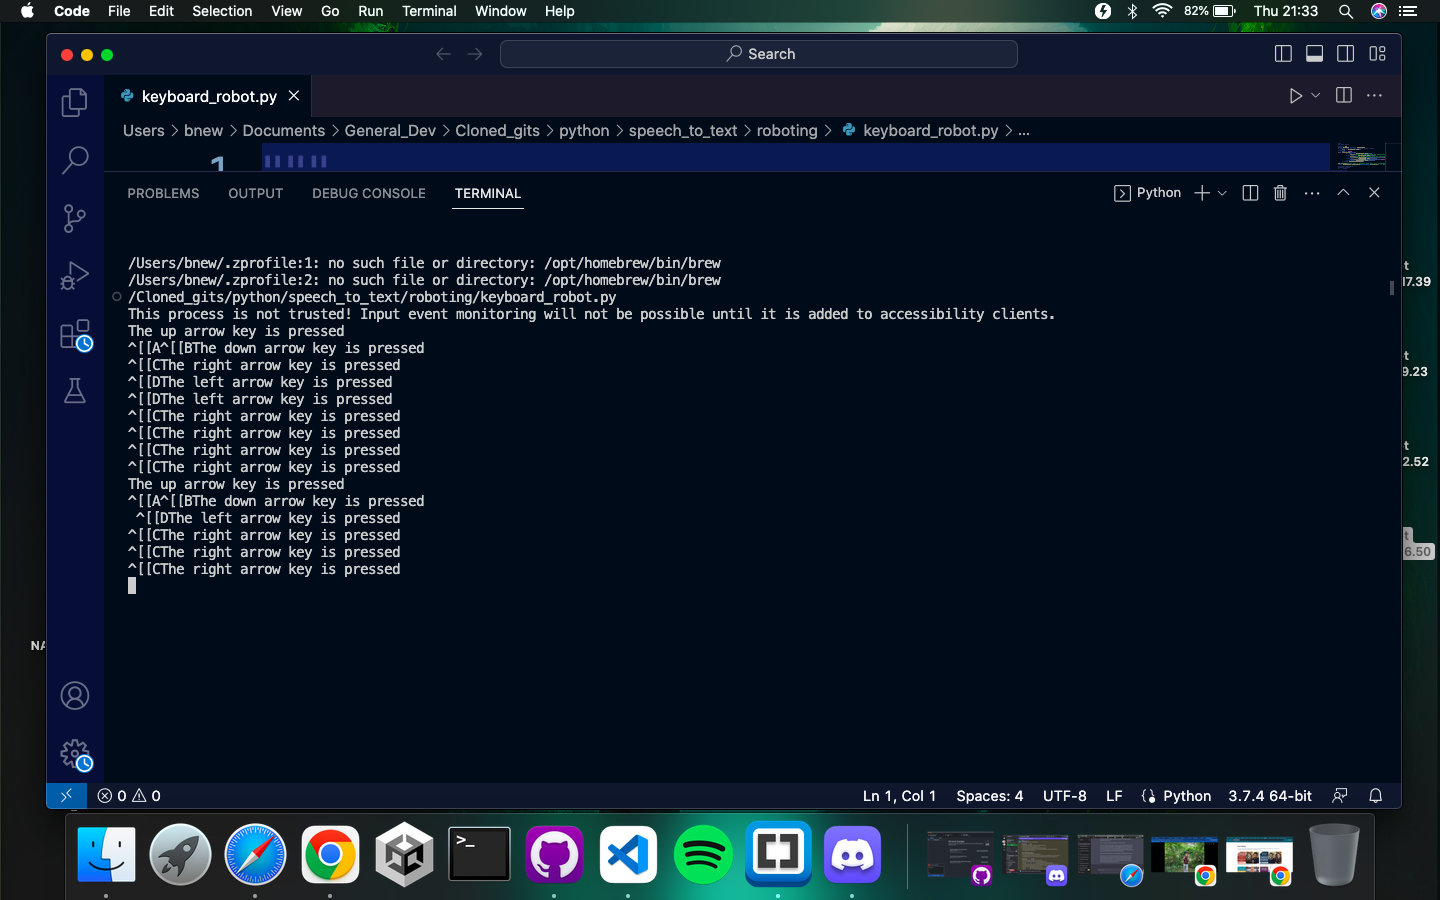 Code File Edit Selection View Go Run Terminal Window Help 82% Thu 21:33
Search
keyboard_robot.py
Users > bnew > Documents > General_Dev > Cloned_gits > python > speech_to_text > roboting > keyboard_robot.py > ...
1
PROBLEMS OUTPUT DEBUG CONSOLE TERMINAL Python
/Users/bnew/.zprofile:1: no such file or directory: /opt/homebrew/bin/brew
/Users/bnew/.zprofile:2: no such file or directory: /opt/homebrew/bin/brew
/Cloned_gits/python/speech_to_text/roboting/keyboard_robot.py
This process is not trusted! Input event monitoring will not be possible until it is added to accessibility clients.
The up arrow key is pressed
^[[A^[[BThe down arrow key is pressed
^[[CThe right arrow key is pressed
^[[DThe left arrow key is pressed
^[[DThe left arrow key is pressed
^[[CThe right arrow key is pressed
^[[CThe right arrow key is pressed
^[[CThe right arrow key is pressed
^[[CThe right arrow key is pressed
The up arrow key is pressed
^[[A^[[BThe down arrow key is pressed
^[[DThe left arrow key is pressed
^[[CThe right arrow key is pressed
^[[CThe right arrow key is pressed
^[[CThe right arrow key is pressed
t
17.39
t
9.23
t
2.52
t
6.50
NA
0 0 Ln 1, Col 1 Spaces: 4 UTF-8 LF Python 3.7.4 64-bit
>_